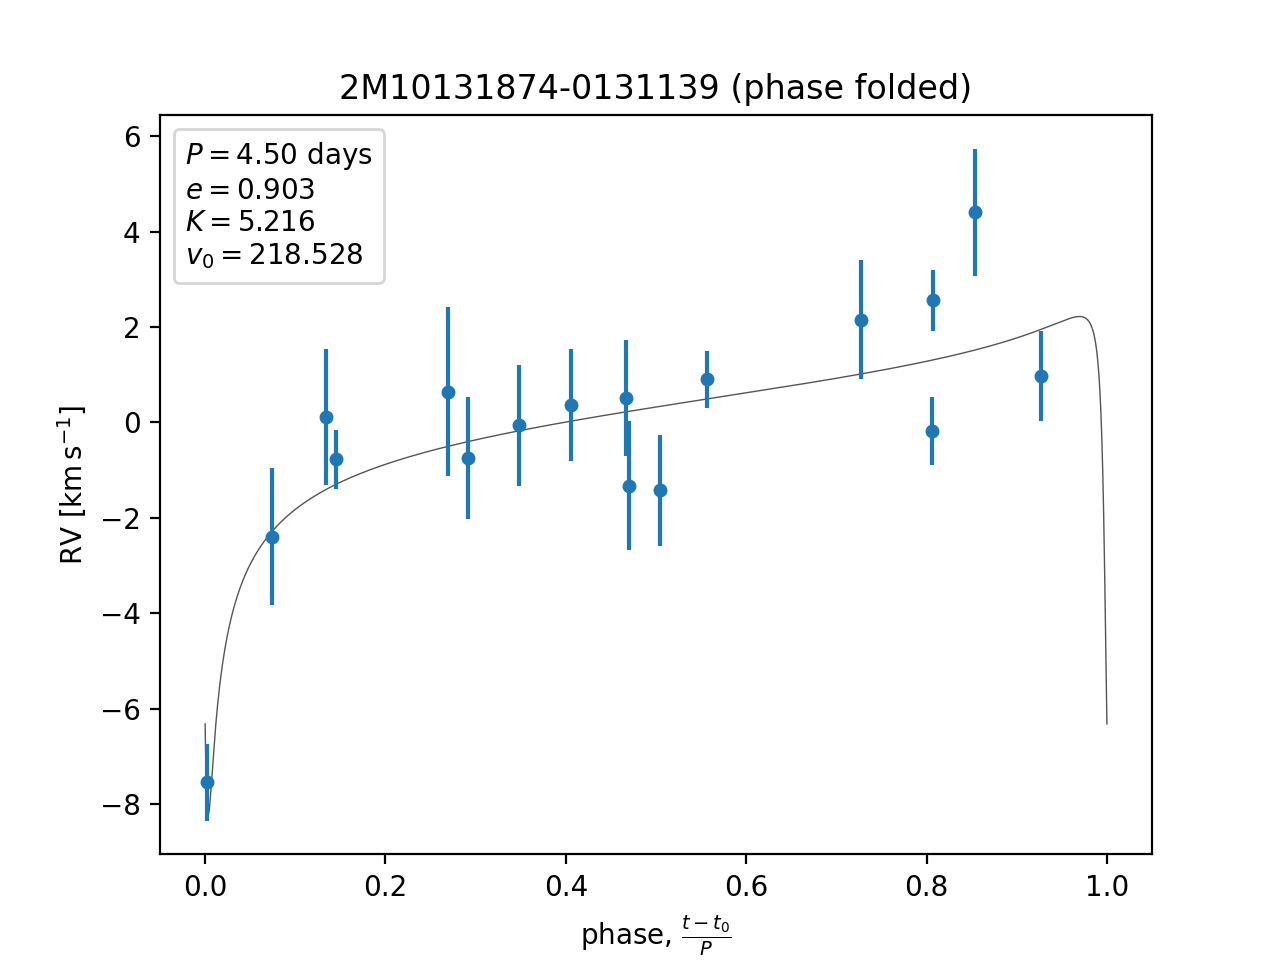 2M10131874-0131139 (phase folded)
P = 4.50 days
e = 0.903
K = 5.216
v₀ = 218.528
6
4
2
0
−2
−4
−6
−8
RV [km s⁻¹]
0.0 0.2 0.4 0.6 0.8 1.0
phase, (t − t₀)/P